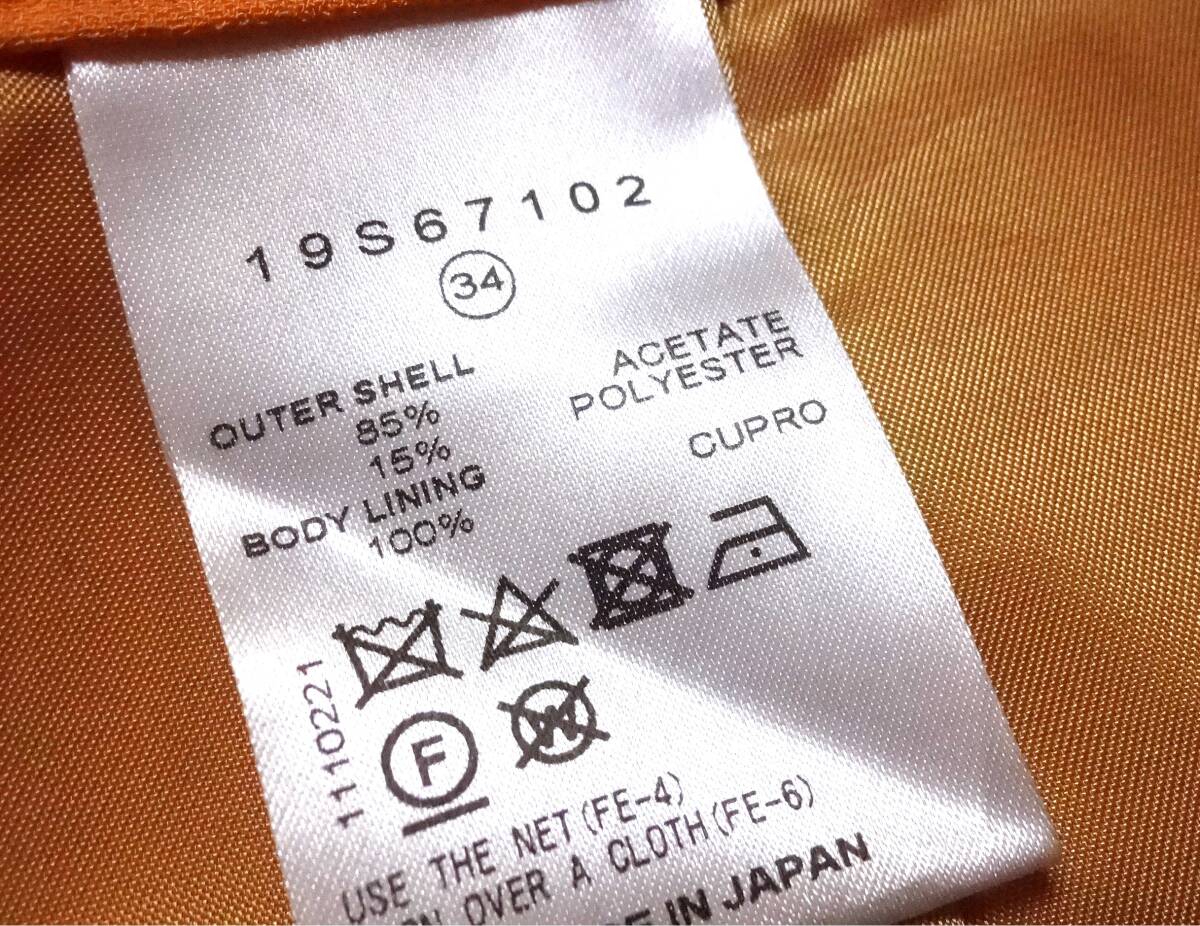 19S67102
34
OUTER SHELL
85% ACETATE
15% POLYESTER
BODY LINING
100% CUPRO
11110221
F
W
USE THE NET(FE-4)
OVER A CLOTH(FE-6)
IN JAPAN